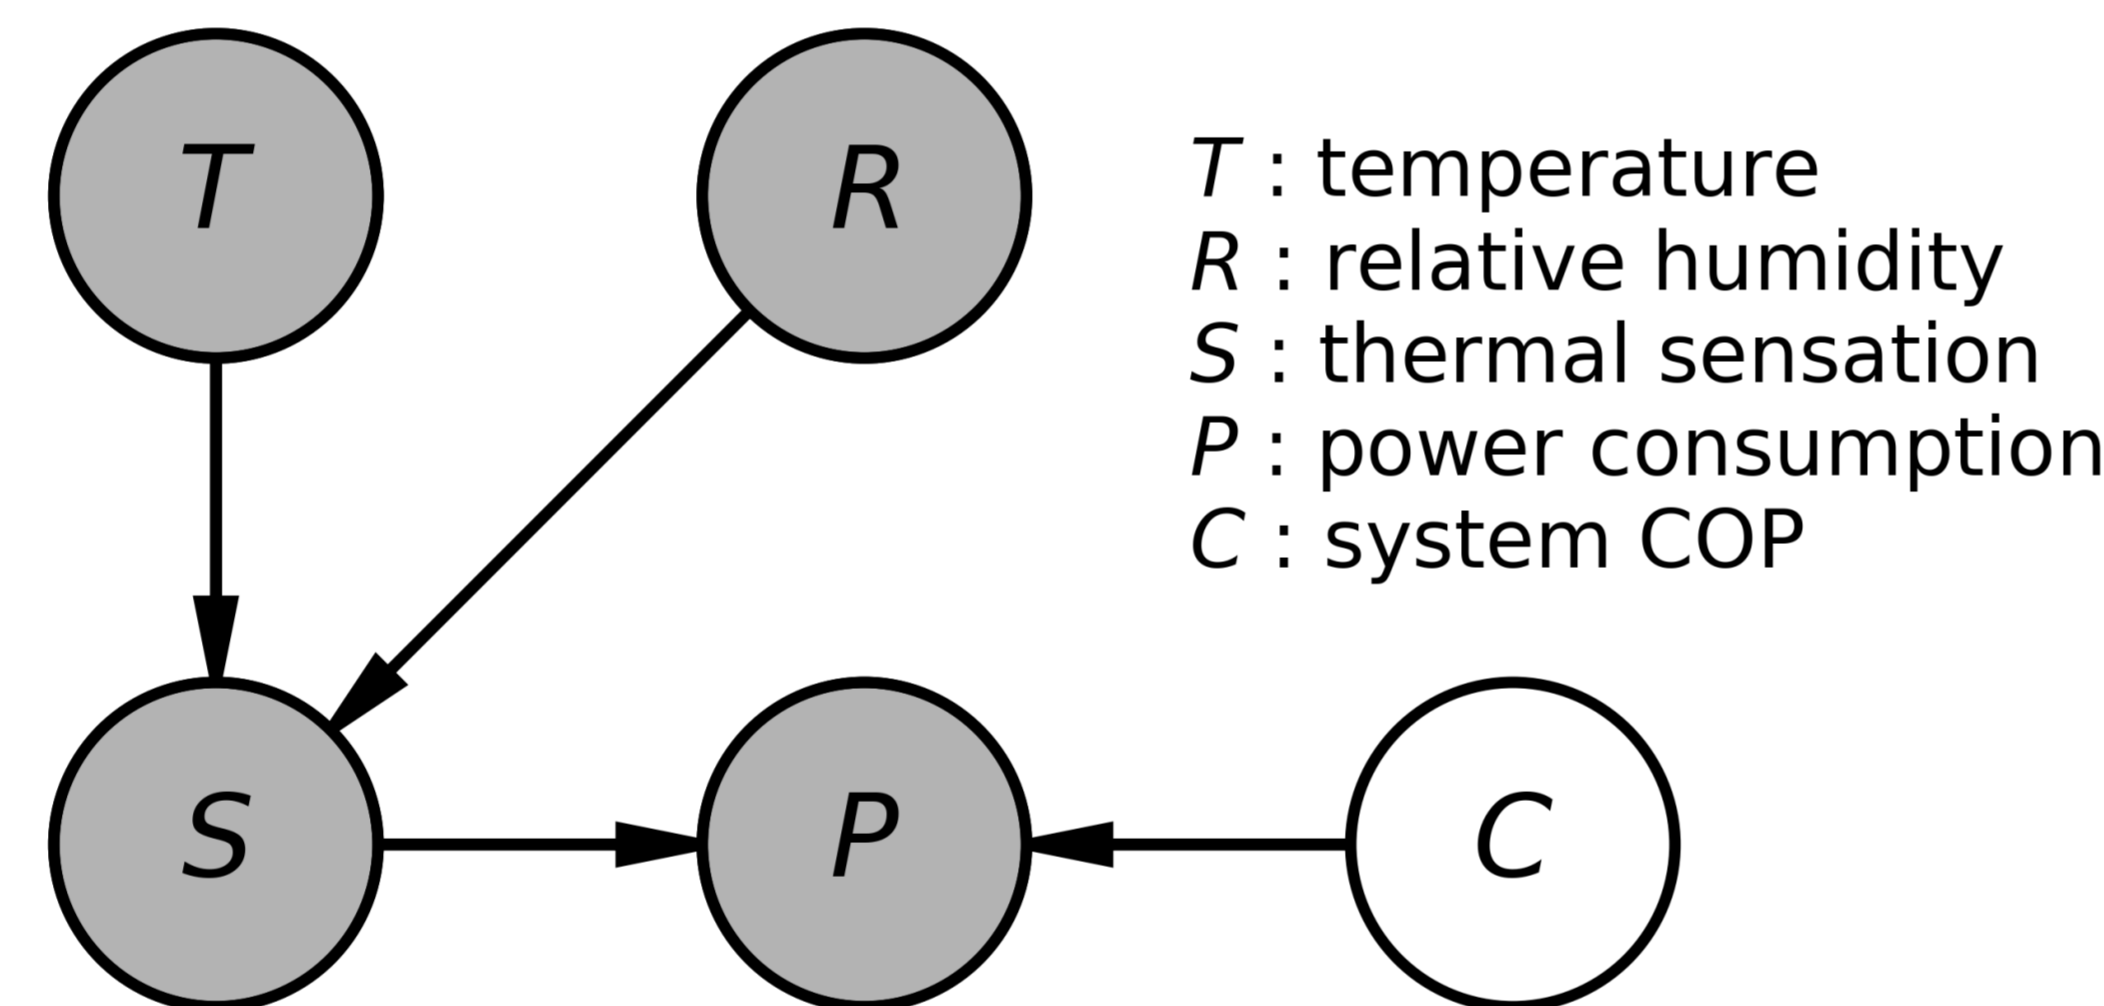 T
R
T : temperature
R : relative humidity
S : thermal sensation
P : power consumption
C : system COP
S
P
C